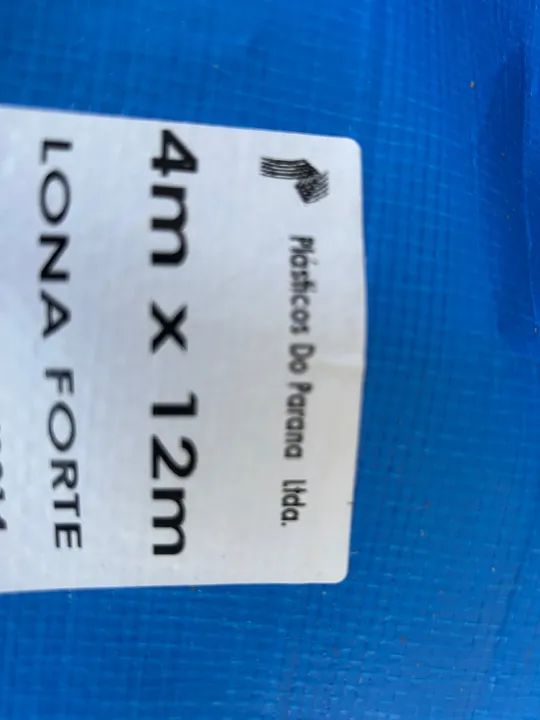 Plásticos Do Parana Ltda.
4m x 12m
LONA FORTE